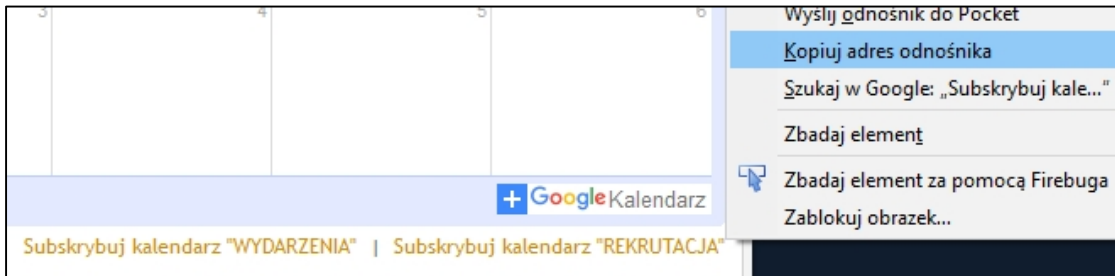 3 4 5 6
Wyślij odnośnik do Pocket
Kopiuj adres odnośnika
Szukaj w Google: „Subskrybuj kale..."
Zbadaj element
Zbadaj element za pomocą Firebuga
Zablokuj obrazek...
+ Google Kalendarz
Subskrybuj kalendarz "WYDARZENIA" | Subskrybuj kalendarz "REKRUTACJA"